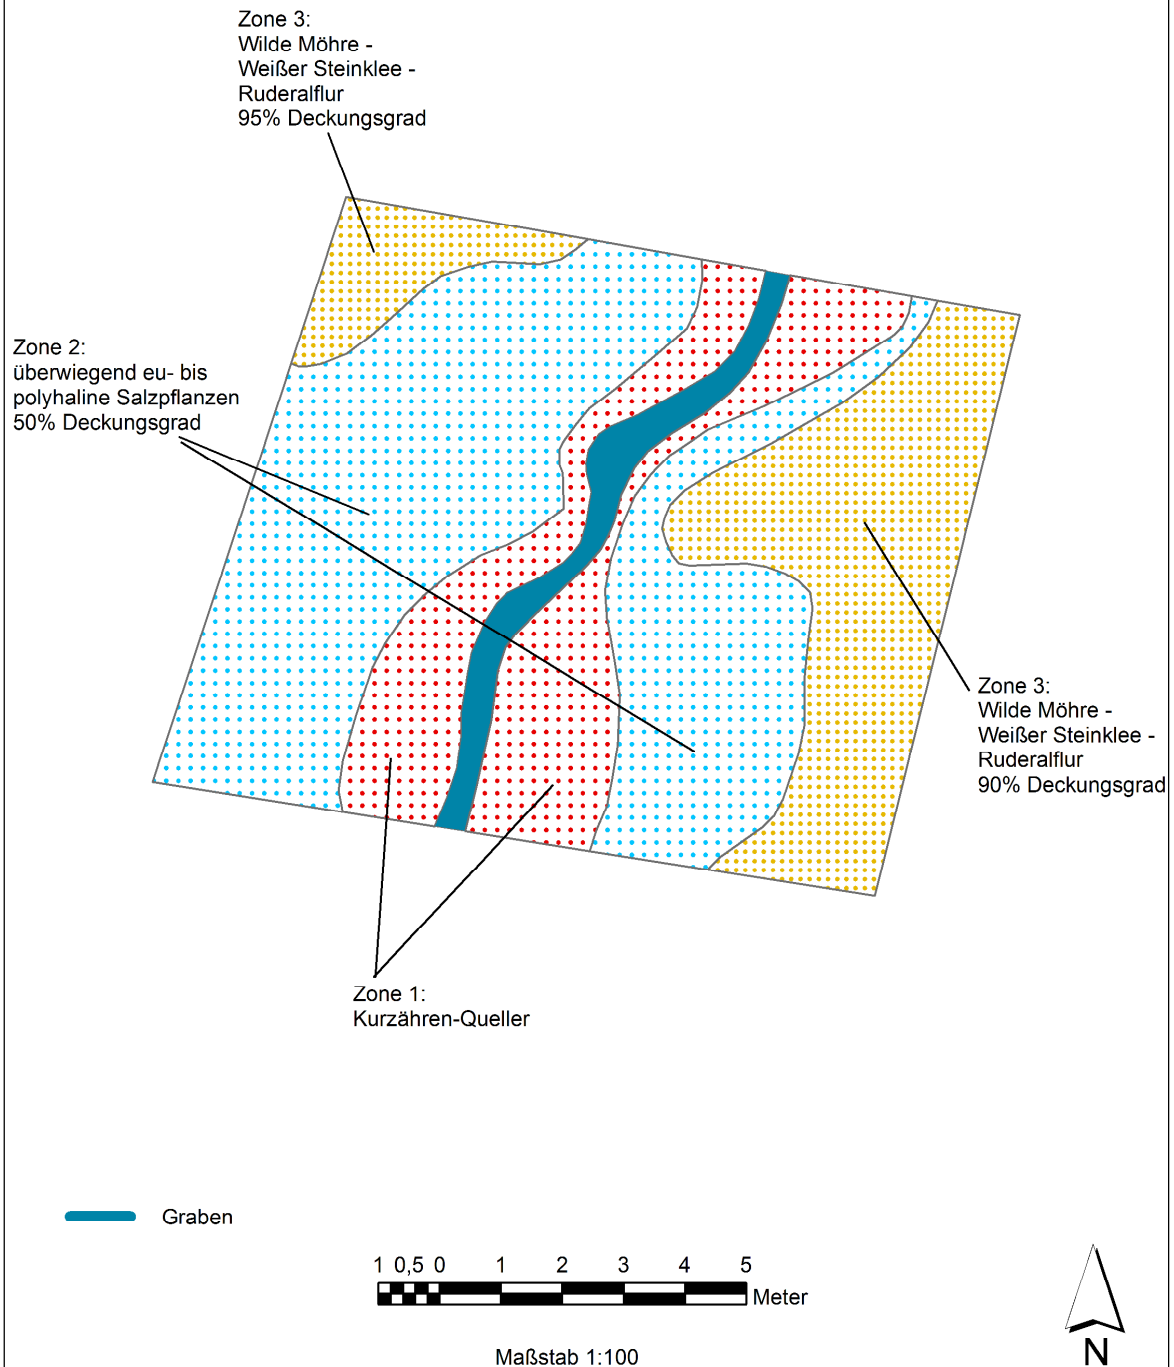 Zone 3:
Wilde Möhre -
Weißer Steinklee -
Ruderalflur
95% Deckungsgrad
Zone 2:
überwiegend eu- bis
polyhaline Salzpflanzen
50% Deckungsgrad
Zone 3:
Wilde Möhre -
Weißer Steinklee -
Ruderalflur
90% Deckungsgrad
Zone 1:
Kurzähren-Queller
Graben
1 0,5 0 1 2 3 4 5
Meter
Maßstab 1:100
N